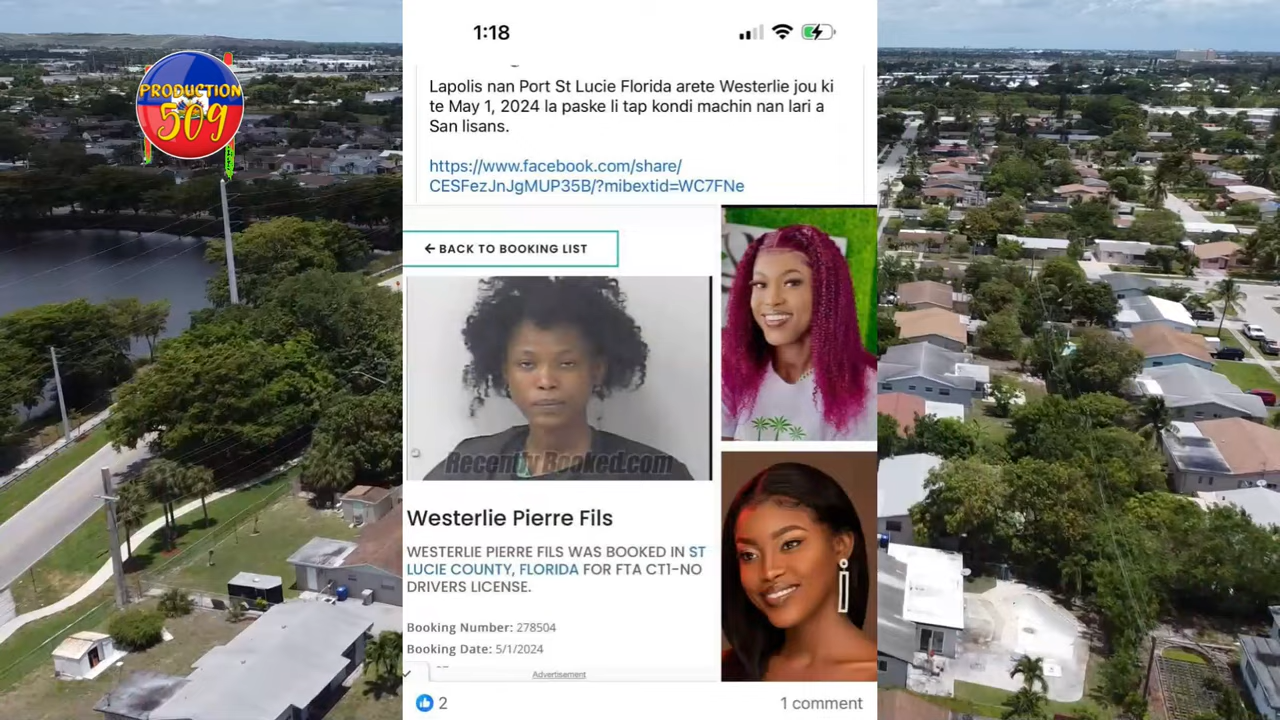 PRODUCTION
509
1:18
Lapolis nan Port St Lucie Florida arete Westerlie jou ki
te May 1, 2024 la paske li tap kondi machin nan lari a
San lisans.
https://www.facebook.com/share/
CESFezJnJgMUP35B/?mibextid=WC7FNe
← BACK TO BOOKING LIST
RecentlyBooked.com
Westerlie Pierre Fils
WESTERLIE PIERRE FILS WAS BOOKED IN ST
LUCIE COUNTY, FLORIDA FOR FTA CT1-NO
DRIVERS LICENSE.
Booking Number: 278504
Booking Date: 5/1/2024
Advertisement
2
1 comment